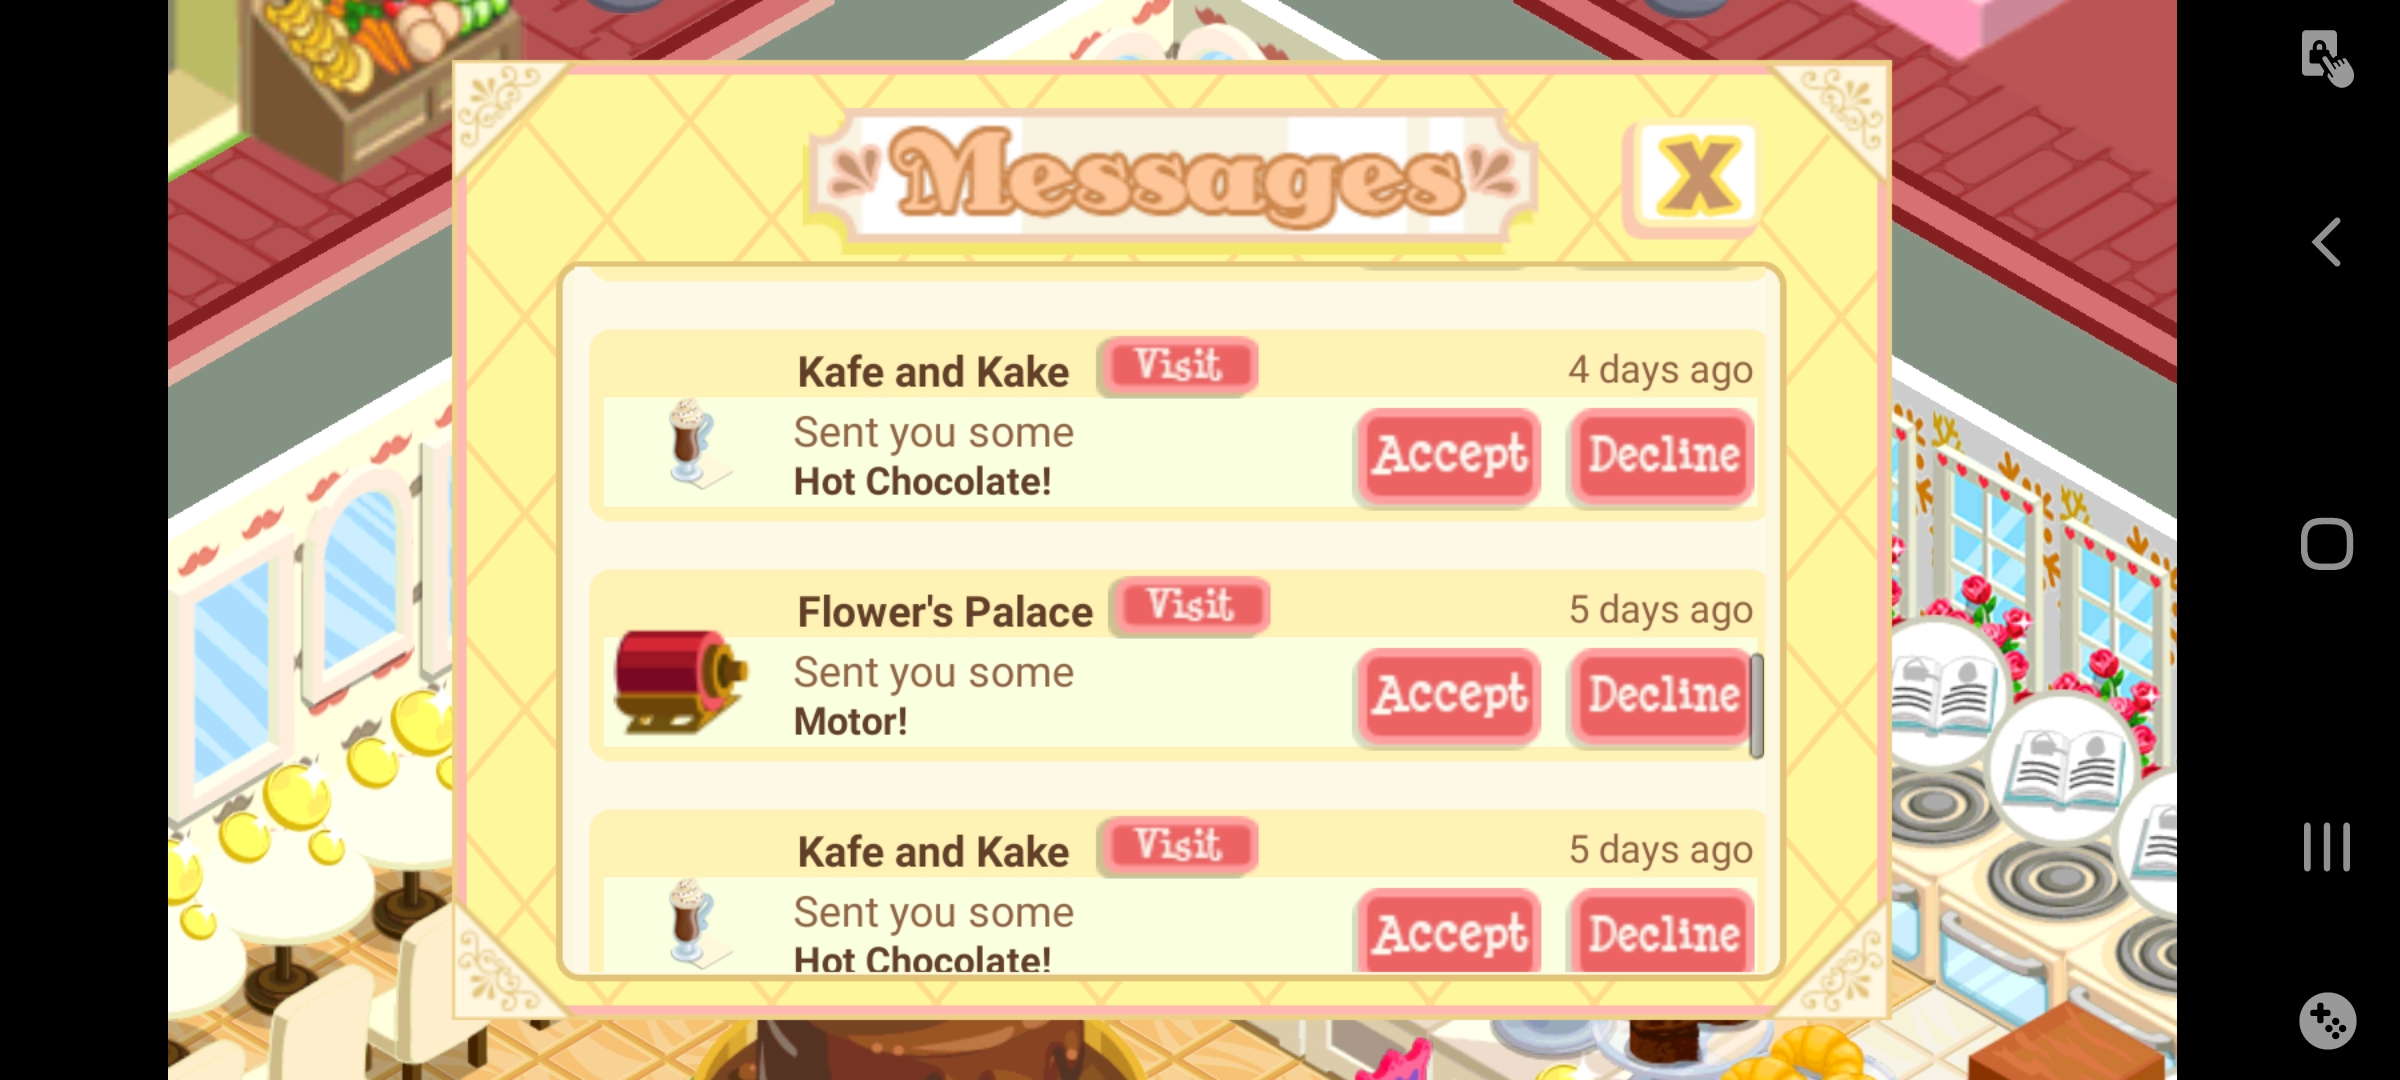 Messages
X
Kafe and Kake Visit 4 days ago
Sent you some
Hot Chocolate!
Accept Decline
Flower's Palace Visit 5 days ago
Sent you some
Motor!
Accept Decline
Kafe and Kake Visit 5 days ago
Sent you some
Hot Chocolate!
Accept Decline